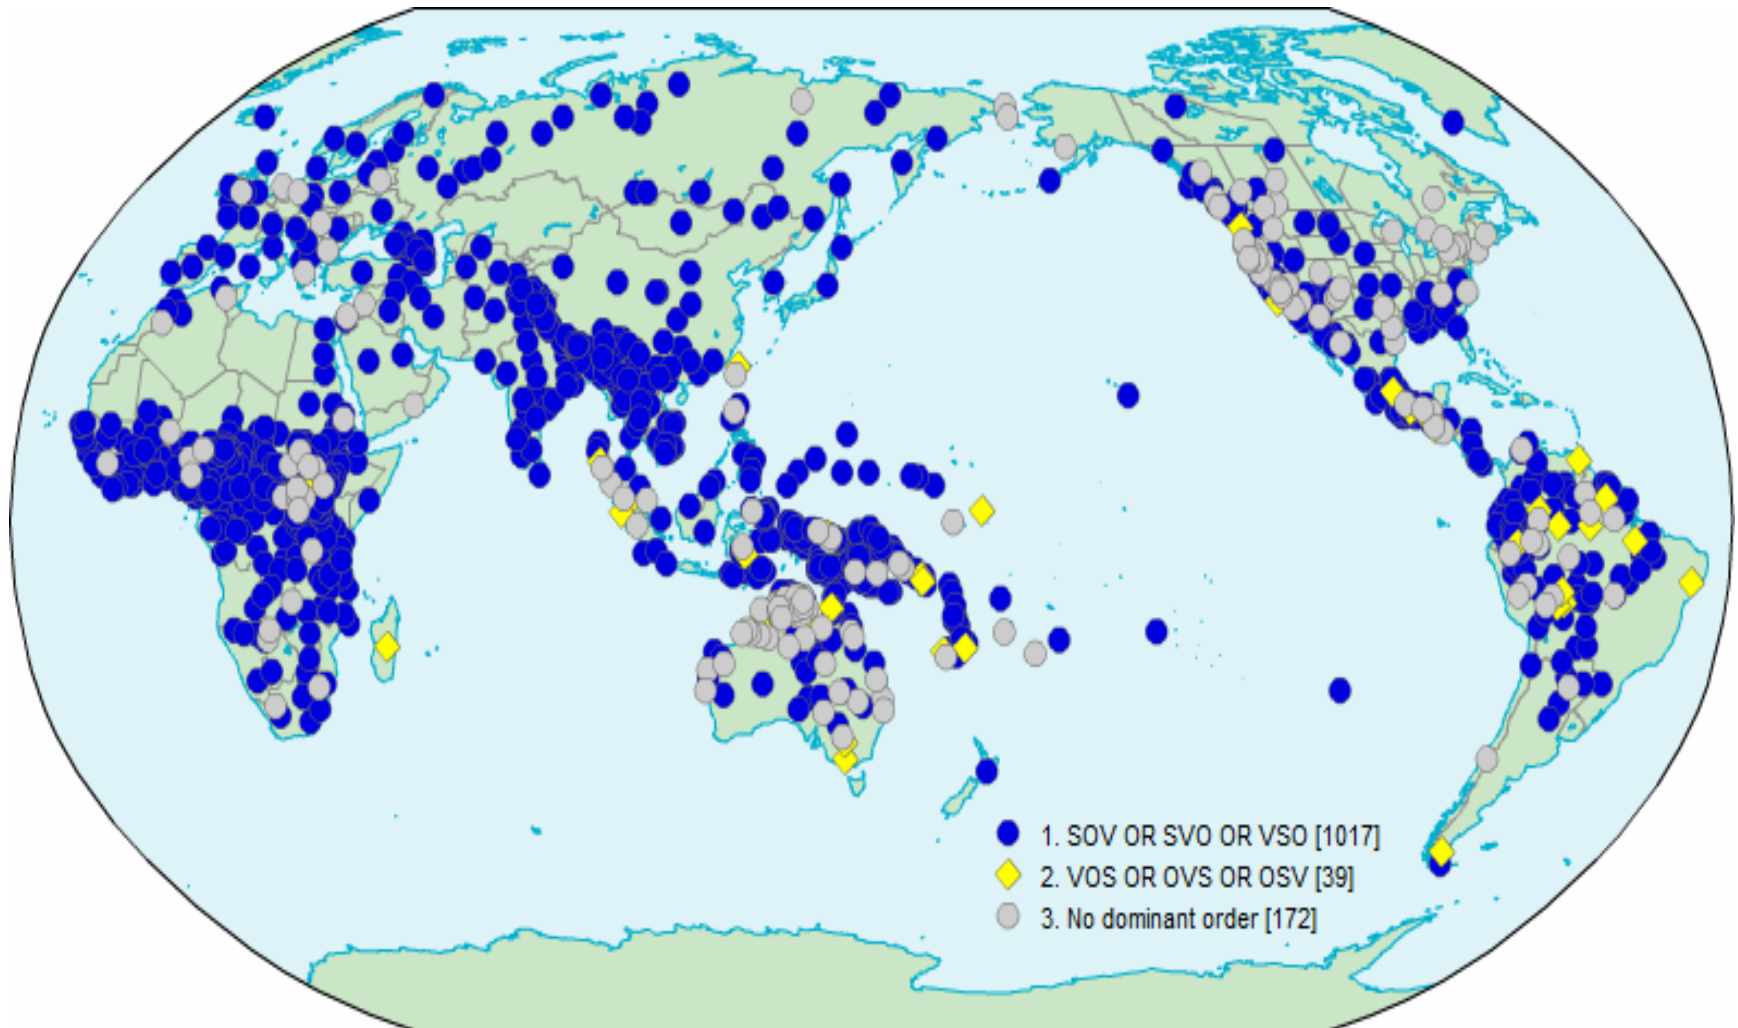 1. SOV OR SVO OR VSO [1017]
2. VOS OR OVS OR OSV [39]
3. No dominant order [172]